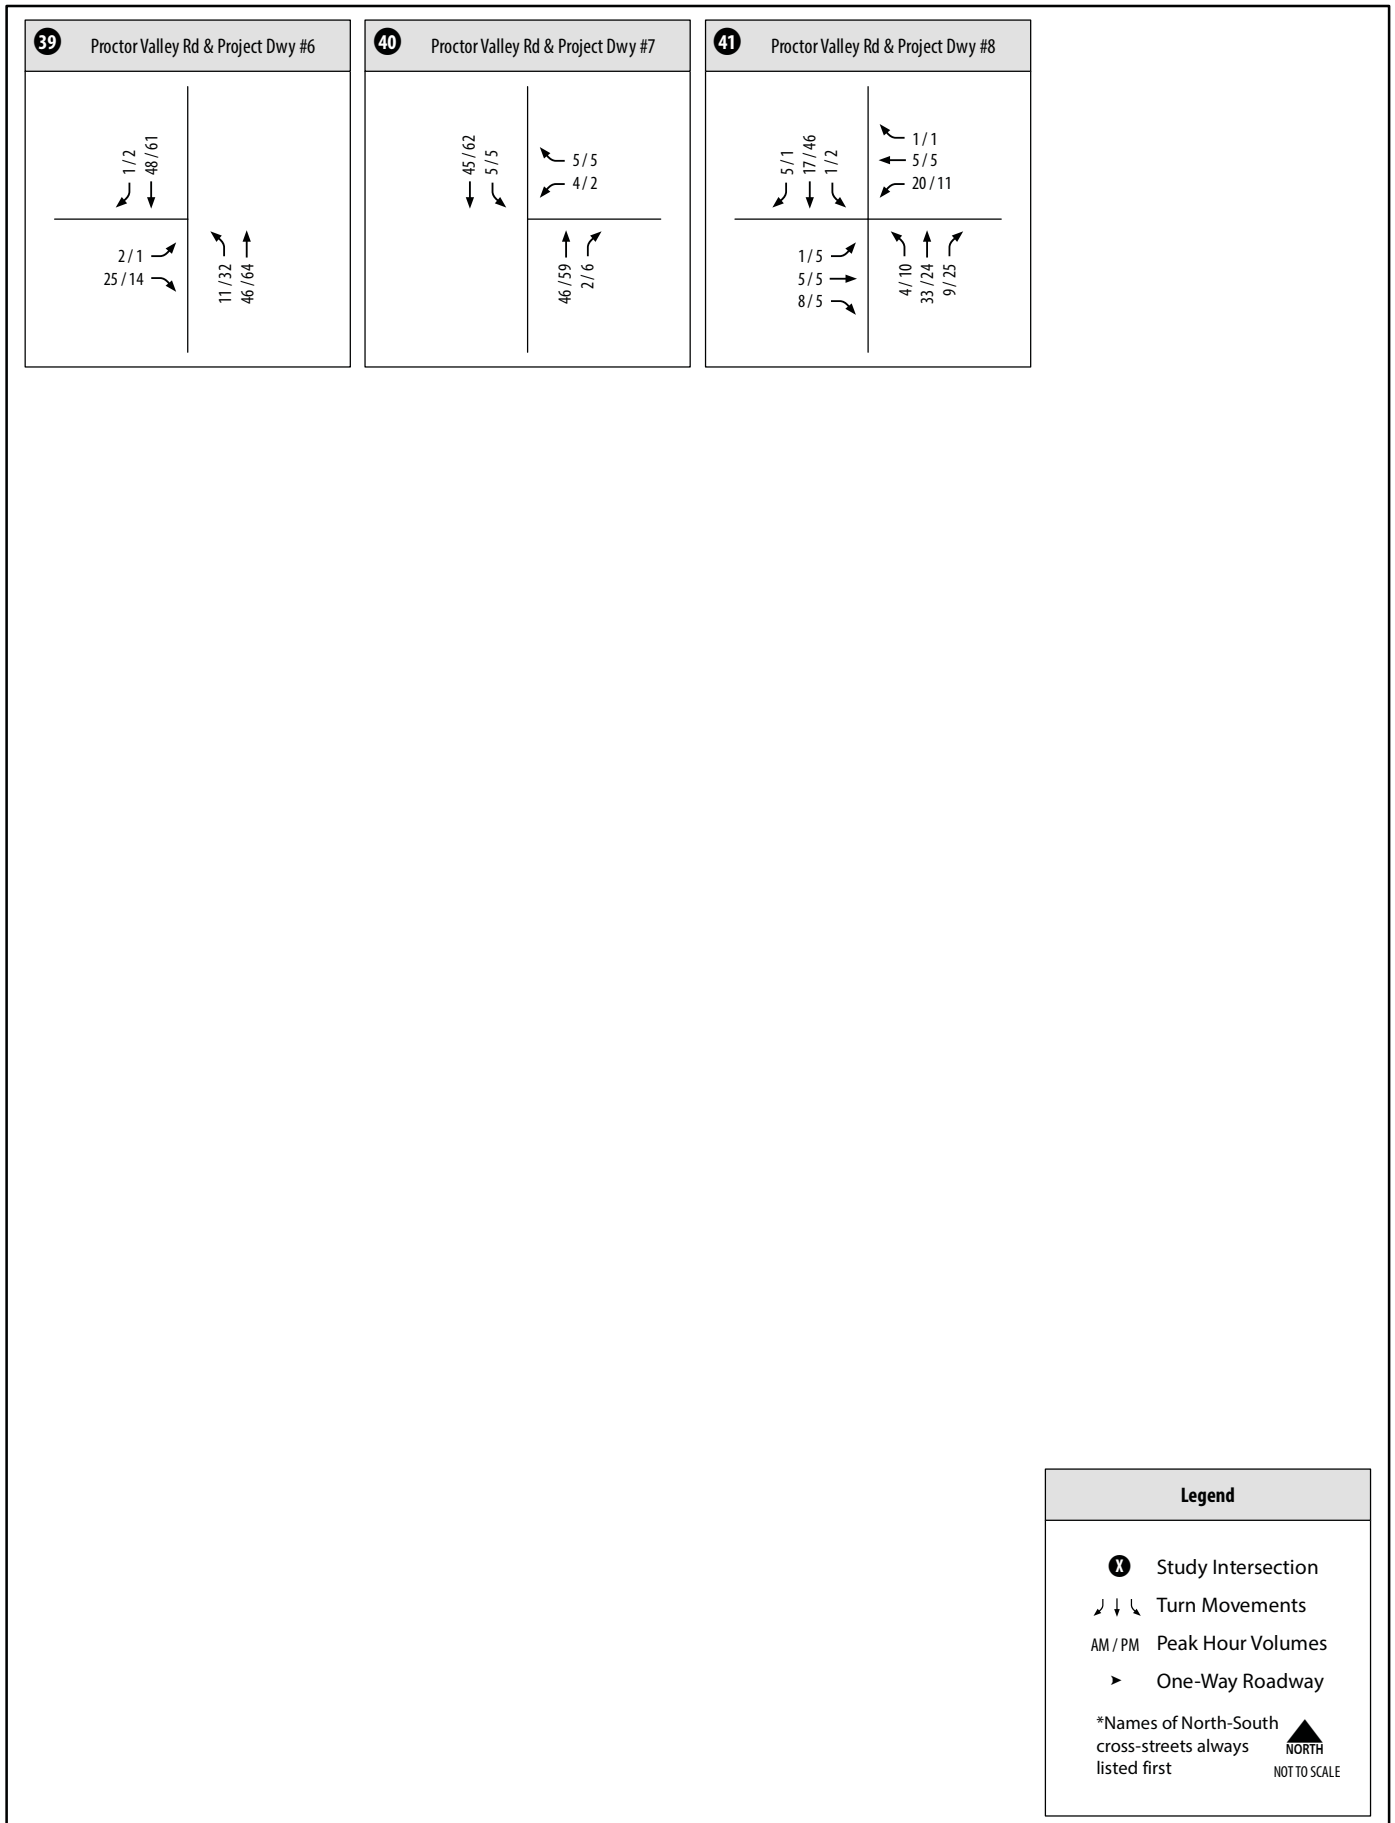 39 Proctor Valley Rd & Project Dwy #6
1 / 2
48 / 61
2 / 1
25 / 14
11 / 32
46 / 64
40 Proctor Valley Rd & Project Dwy #7
45 / 62
5 / 5
5 / 5
4 / 2
46 / 59
2 / 6
41 Proctor Valley Rd & Project Dwy #8
5 / 1
17 / 46
1 / 2
1 / 1
5 / 5
20 / 11
1 / 5
5 / 5
8 / 5
4 / 10
33 / 24
9 / 25
Legend
X Study Intersection
Turn Movements
AM / PM Peak Hour Volumes
One-Way Roadway
*Names of North-South
cross-streets always
listed first
NORTH
NOT TO SCALE